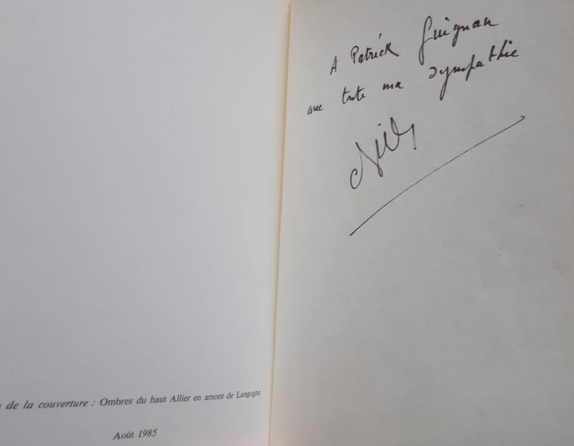 de la couverture : Ombres du haut Allier en amont de Langogne
Août 1985
A Patrick Guignan
avec toute ma sympathie